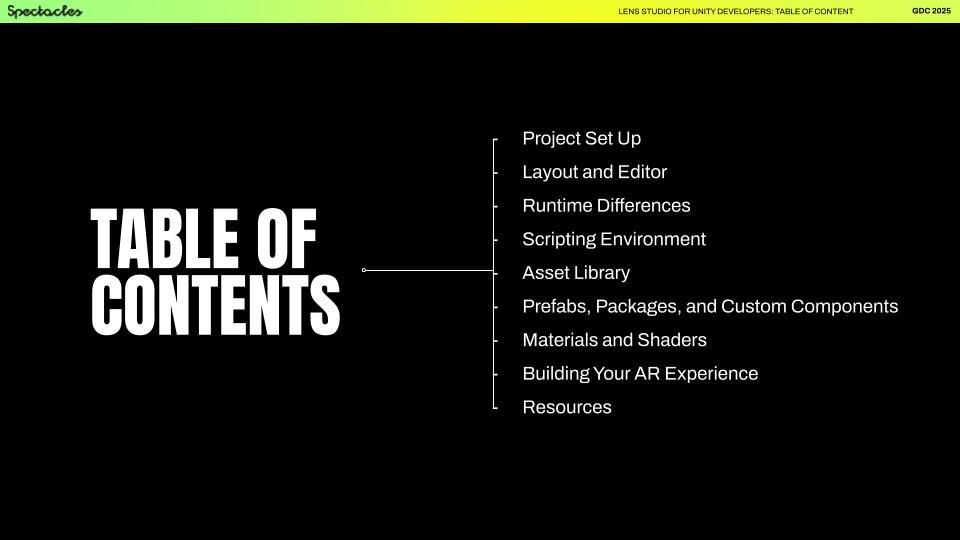 Spectacles
LENS STUDIO FOR UNITY DEVELOPERS: TABLE OF CONTENT
GDC 2025
TABLE OF
CONTENTS
Project Set Up
Layout and Editor
Runtime Differences
Scripting Environment
Asset Library
Prefabs, Packages, and Custom Components
Materials and Shaders
Building Your AR Experience
Resources